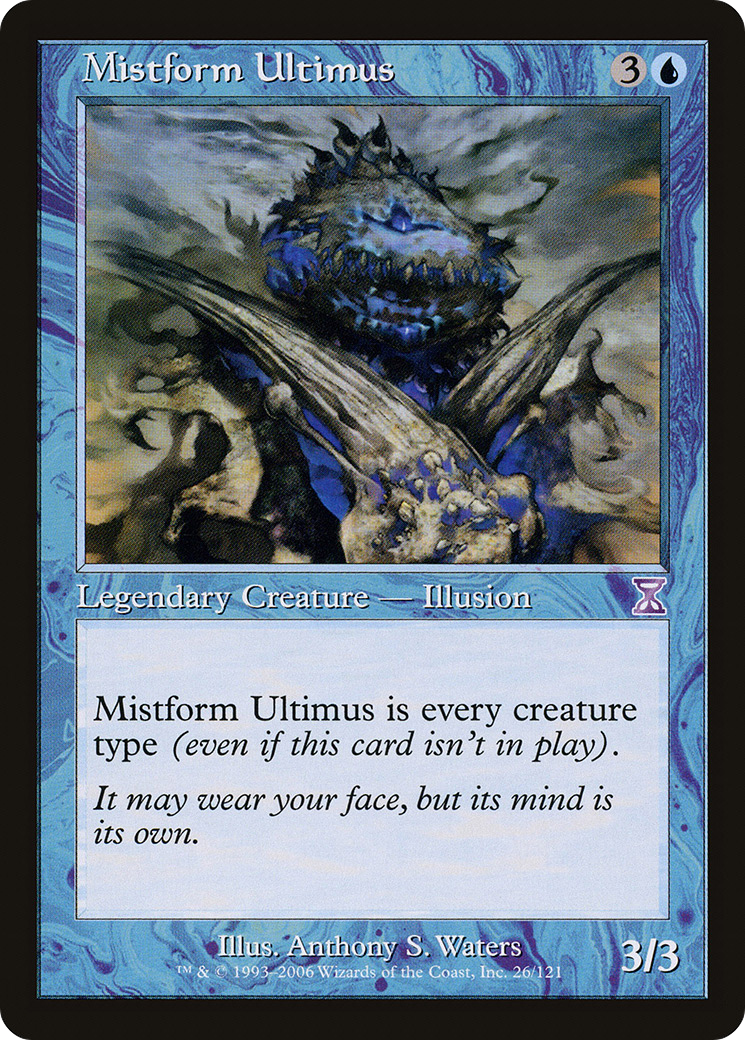 Mistform Ultimus 3
Legendary Creature — Illusion
Mistform Ultimus is every creature
type (even if this card isn't in play).
It may wear your face, but its mind is
its own.
Illus. Anthony S. Waters
™ & © 1993–2006 Wizards of the Coast, Inc. 26/121
3/3